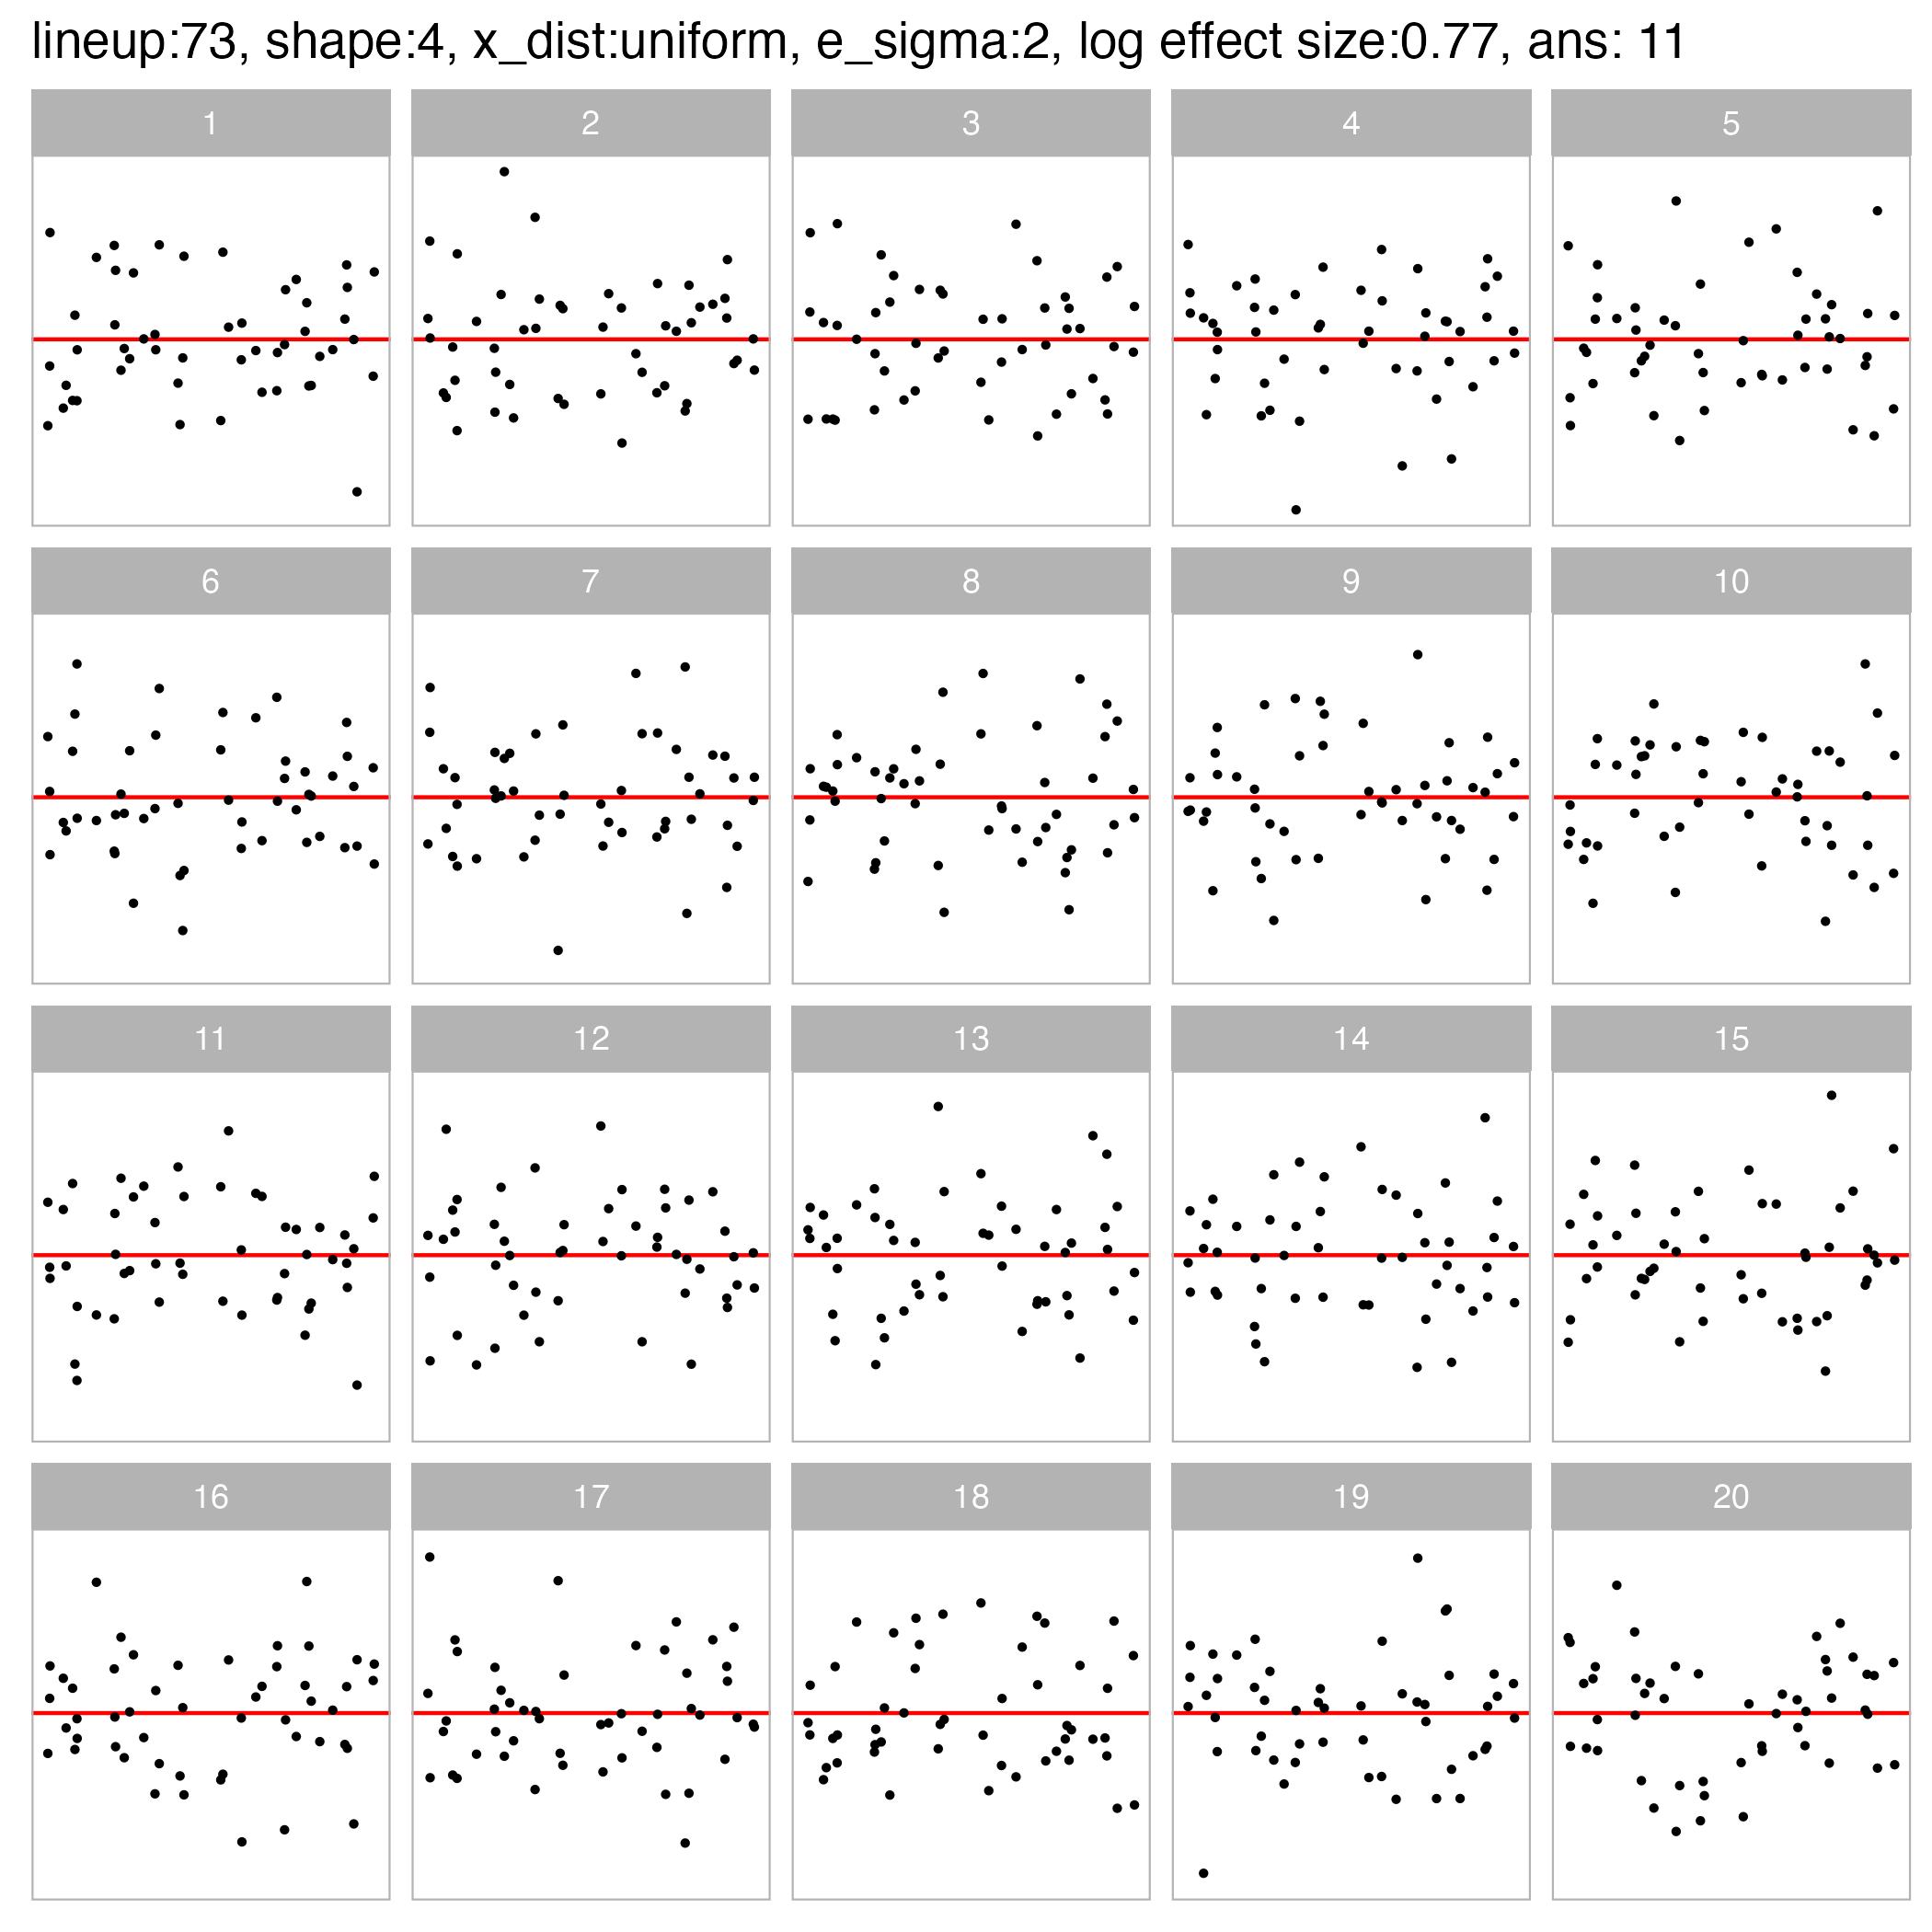 lineup:73, shape:4, x_dist:uniform, e_sigma:2, log effect size:0.77, ans: 11
1 2 3 4 5
6 7 8 9 10
11 12 13 14 15
16 17 18 19 20